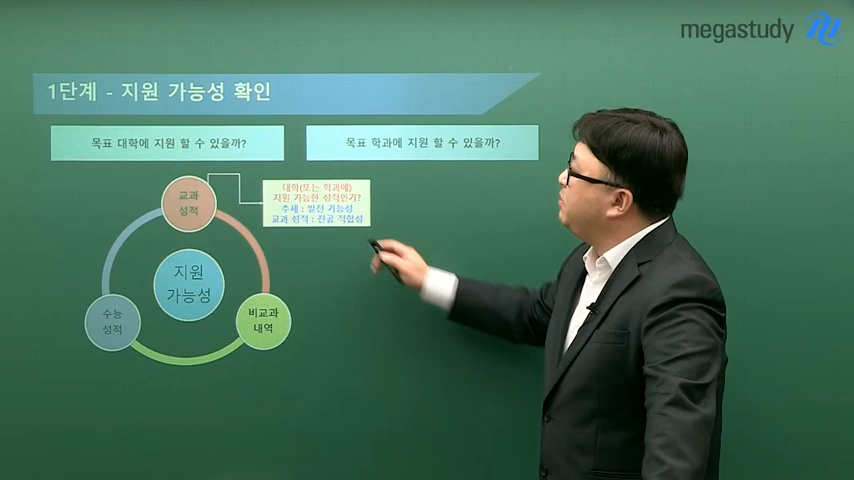 megastudy
1단계 - 지원 가능성 확인
목표 대학에 지원 할 수 있을까?
목표 학과에 지원 할 수 있을까?
교과
성적
대학(또는 학과에)
지원 가능한 성적인가?
추세 : 발전 가능성
교과 성적 : 전공 적합성
지원
가능성
수능
성적
비교과
내역